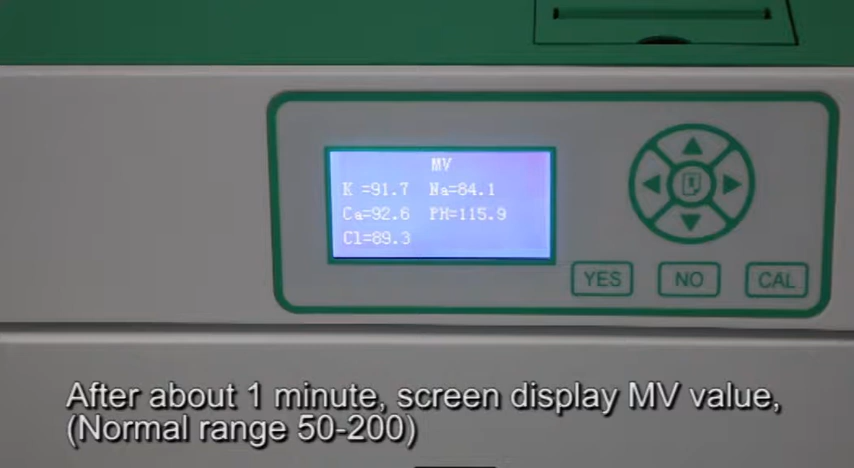 MV
K =91.7 Na=84.1
Ca=92.6 PH=115.9
Cl=89.3
YES NO CAL
After about 1 minute, screen display MV value,
(Normal range 50-200)